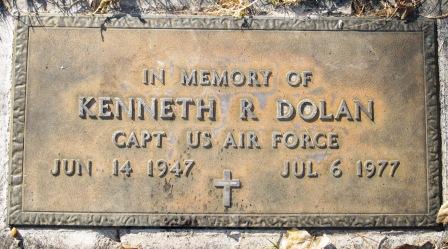 IN MEMORY OF
KENNETH R DOLAN
CAPT US AIR FORCE
JUN 14 1947 JUL 6 1977